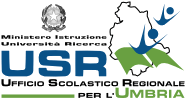 Ministero Istruzione
Università Ricerca
USR
UFFICIO SCOLASTICO REGIONALE
PER L'UMBRIA